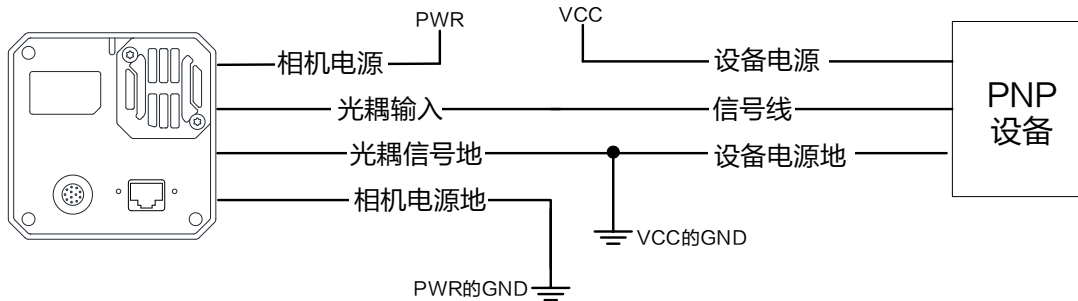 PWR
VCC
相机电源
设备电源
光耦输入
信号线
PNP
设备
光耦信号地
设备电源地
相机电源地
VCC的GND
PWR的GND